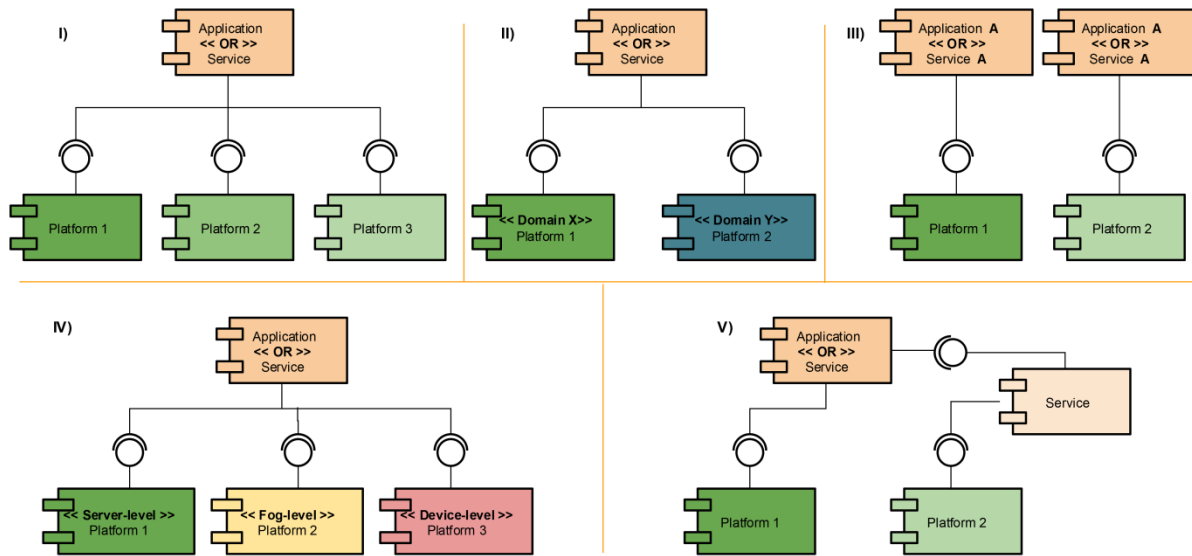 I)
Application
<< OR >>
Service
Platform 1
Platform 2
Platform 3
II)
Application
<< OR >>
Service
<< Domain X>>
Platform 1
<< Domain Y>>
Platform 2
III)
Application A
<< OR >>
Service A
Application A
<< OR >>
Service A
Platform 1
Platform 2
IV)
Application
<< OR >>
Service
<< Server-level >>
Platform 1
<< Fog-level >>
Platform 2
<< Device-level >>
Platform 3
V)
Application
<< OR >>
Service
Service
Platform 1
Platform 2